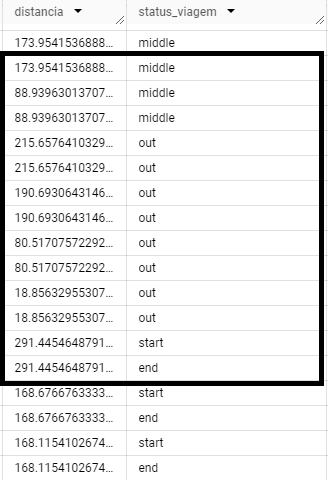 distancia status_viagem
173.9541536888... middle
173.9541536888... middle
88.93963013707... middle
88.93963013707... middle
215.6576410329... out
215.6576410329... out
190.6930643146... out
190.6930643146... out
80.51707572292... out
80.51707572292... out
18.85632955307... out
18.85632955307... out
291.4454648791... start
291.4454648791... end
168.6766763333... start
168.6766763333... end
168.1154102674... start
168.1154102674... end